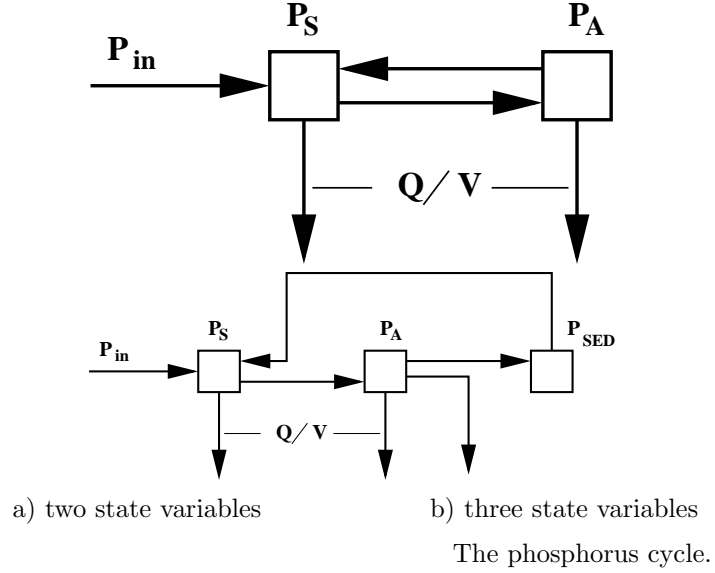 P_S P_A
P_in
Q/V
P_S P_A P_SED
P_in
Q/V
a) two state variables b) three state variables
The phosphorus cycle.